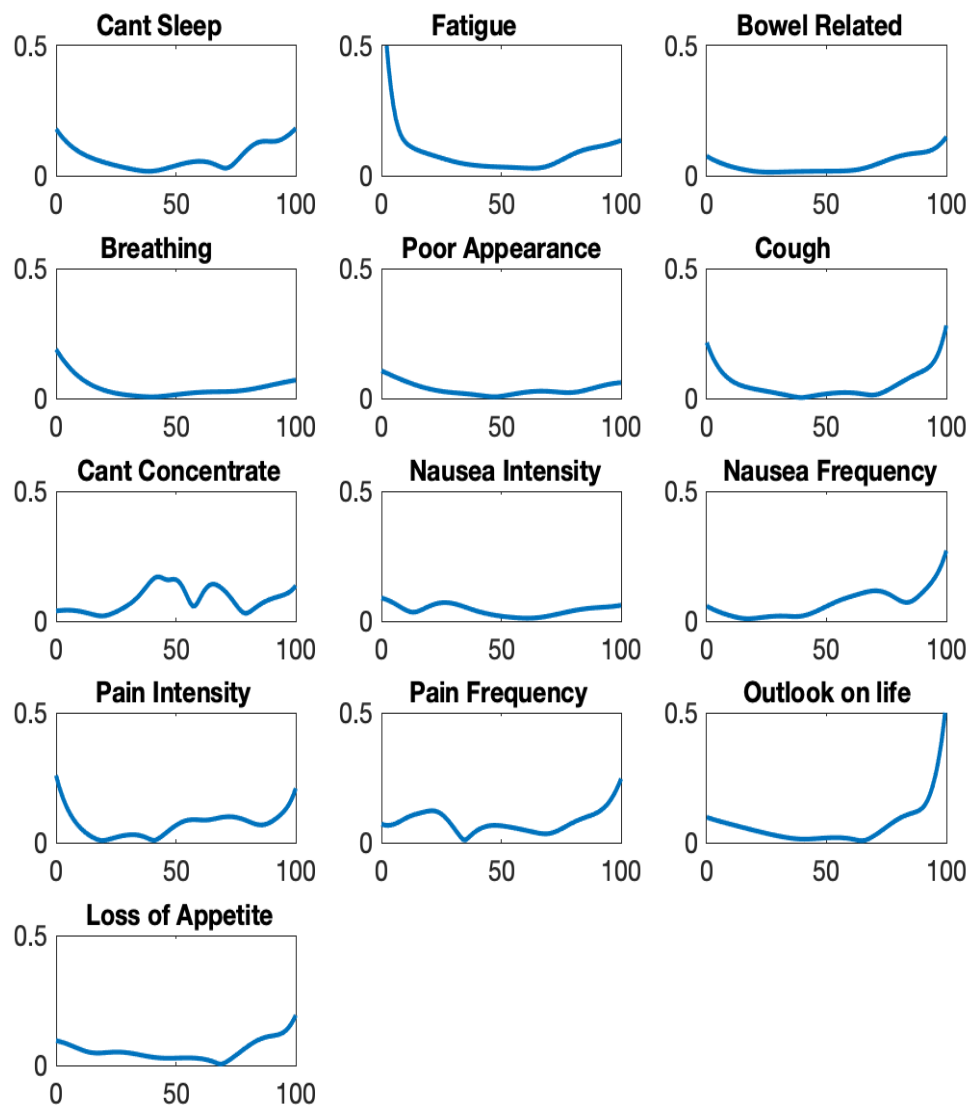 Cant Sleep Fatigue Bowel Related
0.5 0.5 0.5
0 0 0
0 50 100 0 50 100 0 50 100
Breathing Poor Appearance Cough
0.5 0.5 0.5
0 0 0
0 50 100 0 50 100 0 50 100
Cant Concentrate Nausea Intensity Nausea Frequency
0.5 0.5 0.5
0 0 0
0 50 100 0 50 100 0 50 100
Pain Intensity Pain Frequency Outlook on life
0.5 0.5 0.5
0 0 0
0 50 100 0 50 100 0 50 100
Loss of Appetite
0.5
0
0 50 100